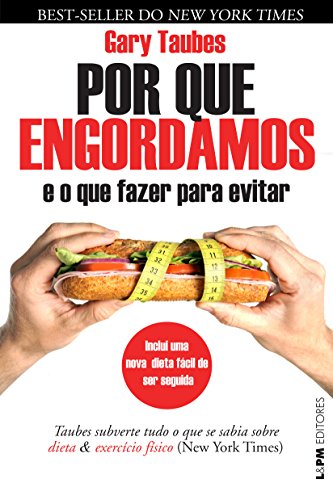 BEST-SELLER DO NEW YORK TIMES
Gary Taubes
POR QUE
ENGORDAMOS
e o que fazer para evitar
Inclui uma
nova dieta fácil de
ser seguida
Taubes subverte tudo o que se sabia sobre
dieta & exercício físico (New York Times)
L&PM EDITORES